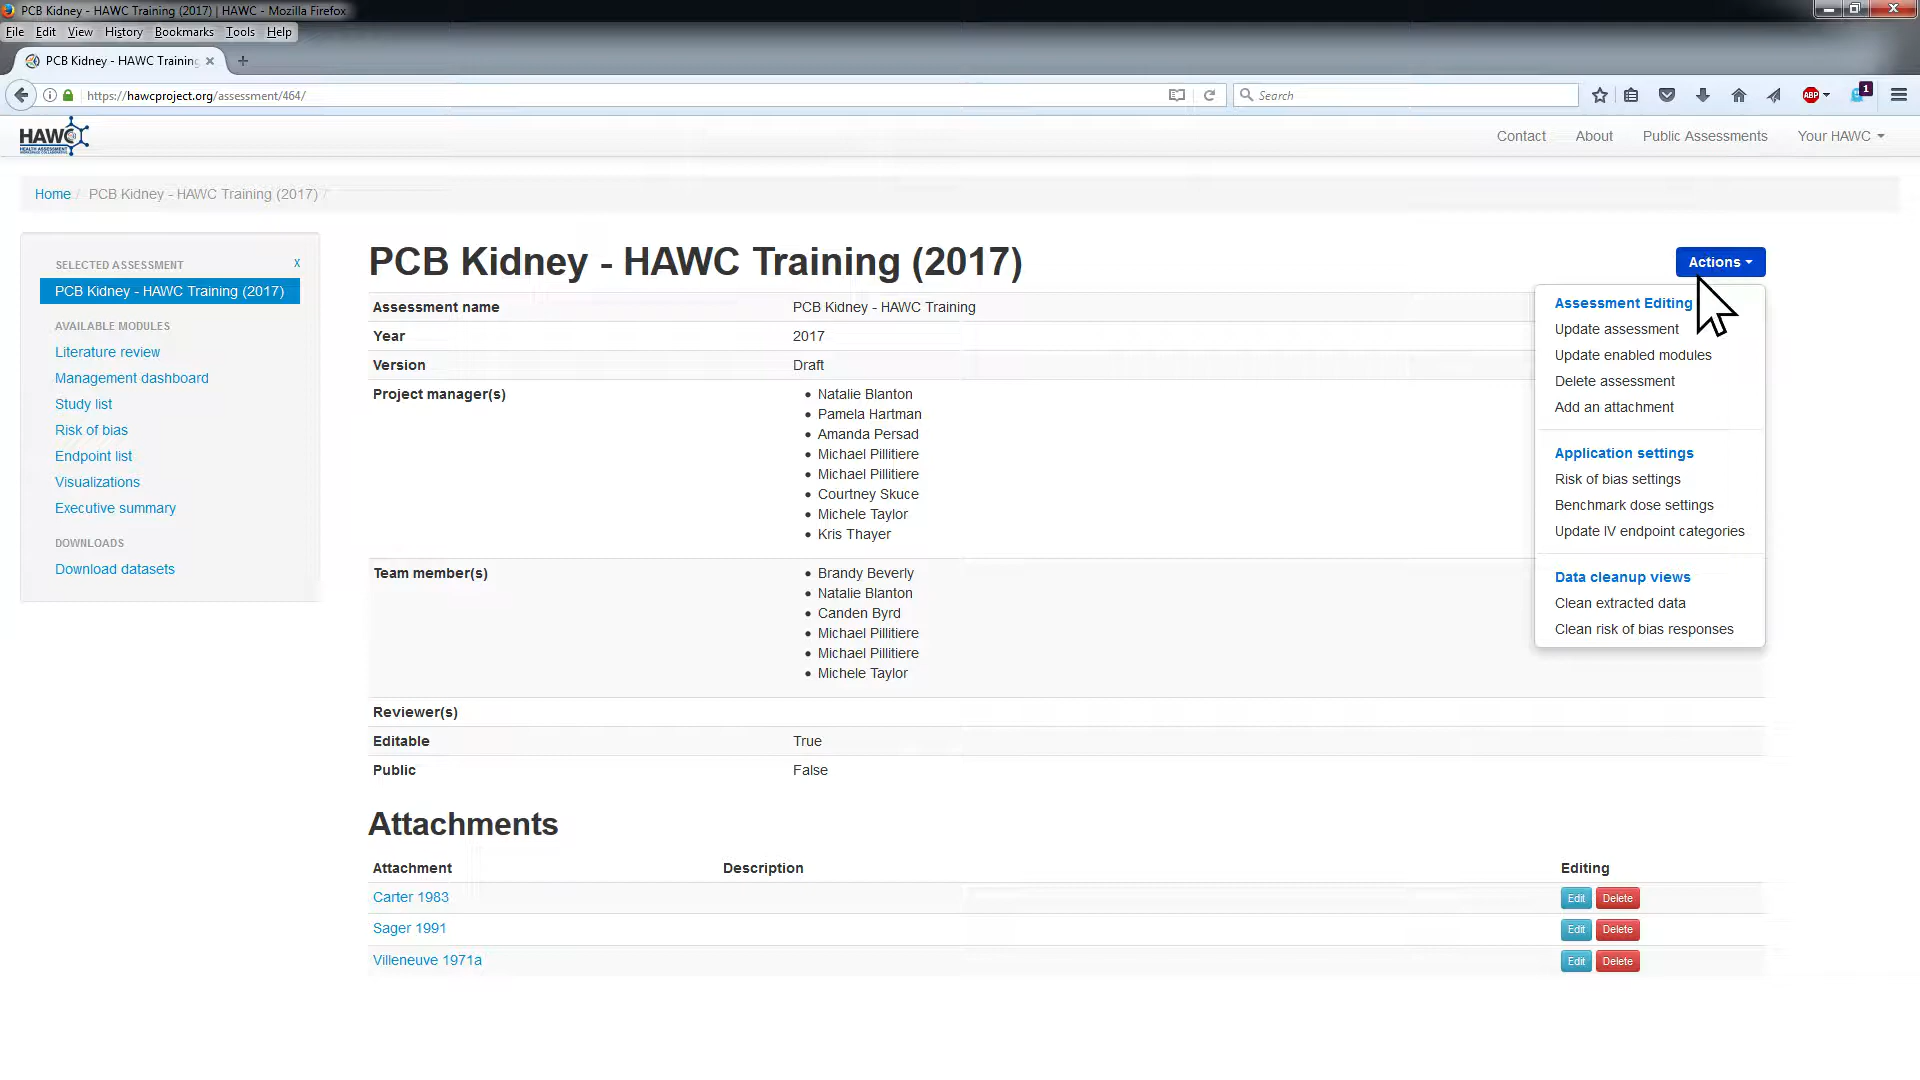 PCB Kidney - HAWC Training (2017) | HAWC - Mozilla Firefox
File Edit View History Bookmarks Tools Help
PCB Kidney - HAWC Training
https://hawcproject.org/assessment/464/
Search
ABP
1
HAWC
HEALTH ASSESSMENT
WORKSPACE COLLABORATIVE
Contact About Public Assessments Your HAWC
Home / PCB Kidney - HAWC Training (2017) /
SELECTED ASSESSMENT X
PCB Kidney - HAWC Training (2017)
AVAILABLE MODULES
Literature review
Management dashboard
Study list
Risk of bias
Endpoint list
Visualizations
Executive summary
DOWNLOADS
Download datasets
PCB Kidney - HAWC Training (2017)
Actions
Assessment Editing
Update assessment
Update enabled modules
Delete assessment
Add an attachment
Application settings
Risk of bias settings
Benchmark dose settings
Update IV endpoint categories
Data cleanup views
Clean extracted data
Clean risk of bias responses
Assessment name PCB Kidney - HAWC Training
Year 2017
Version Draft
Project manager(s)
• Natalie Blanton
• Pamela Hartman
• Amanda Persad
• Michael Pillitiere
• Michael Pillitiere
• Courtney Skuce
• Michele Taylor
• Kris Thayer
Team member(s)
• Brandy Beverly
• Natalie Blanton
• Canden Byrd
• Michael Pillitiere
• Michael Pillitiere
• Michele Taylor
Reviewer(s)
Editable True
Public False
Attachments
Attachment Description Editing
Carter 1983 Edit Delete
Sager 1991 Edit Delete
Villeneuve 1971a Edit Delete